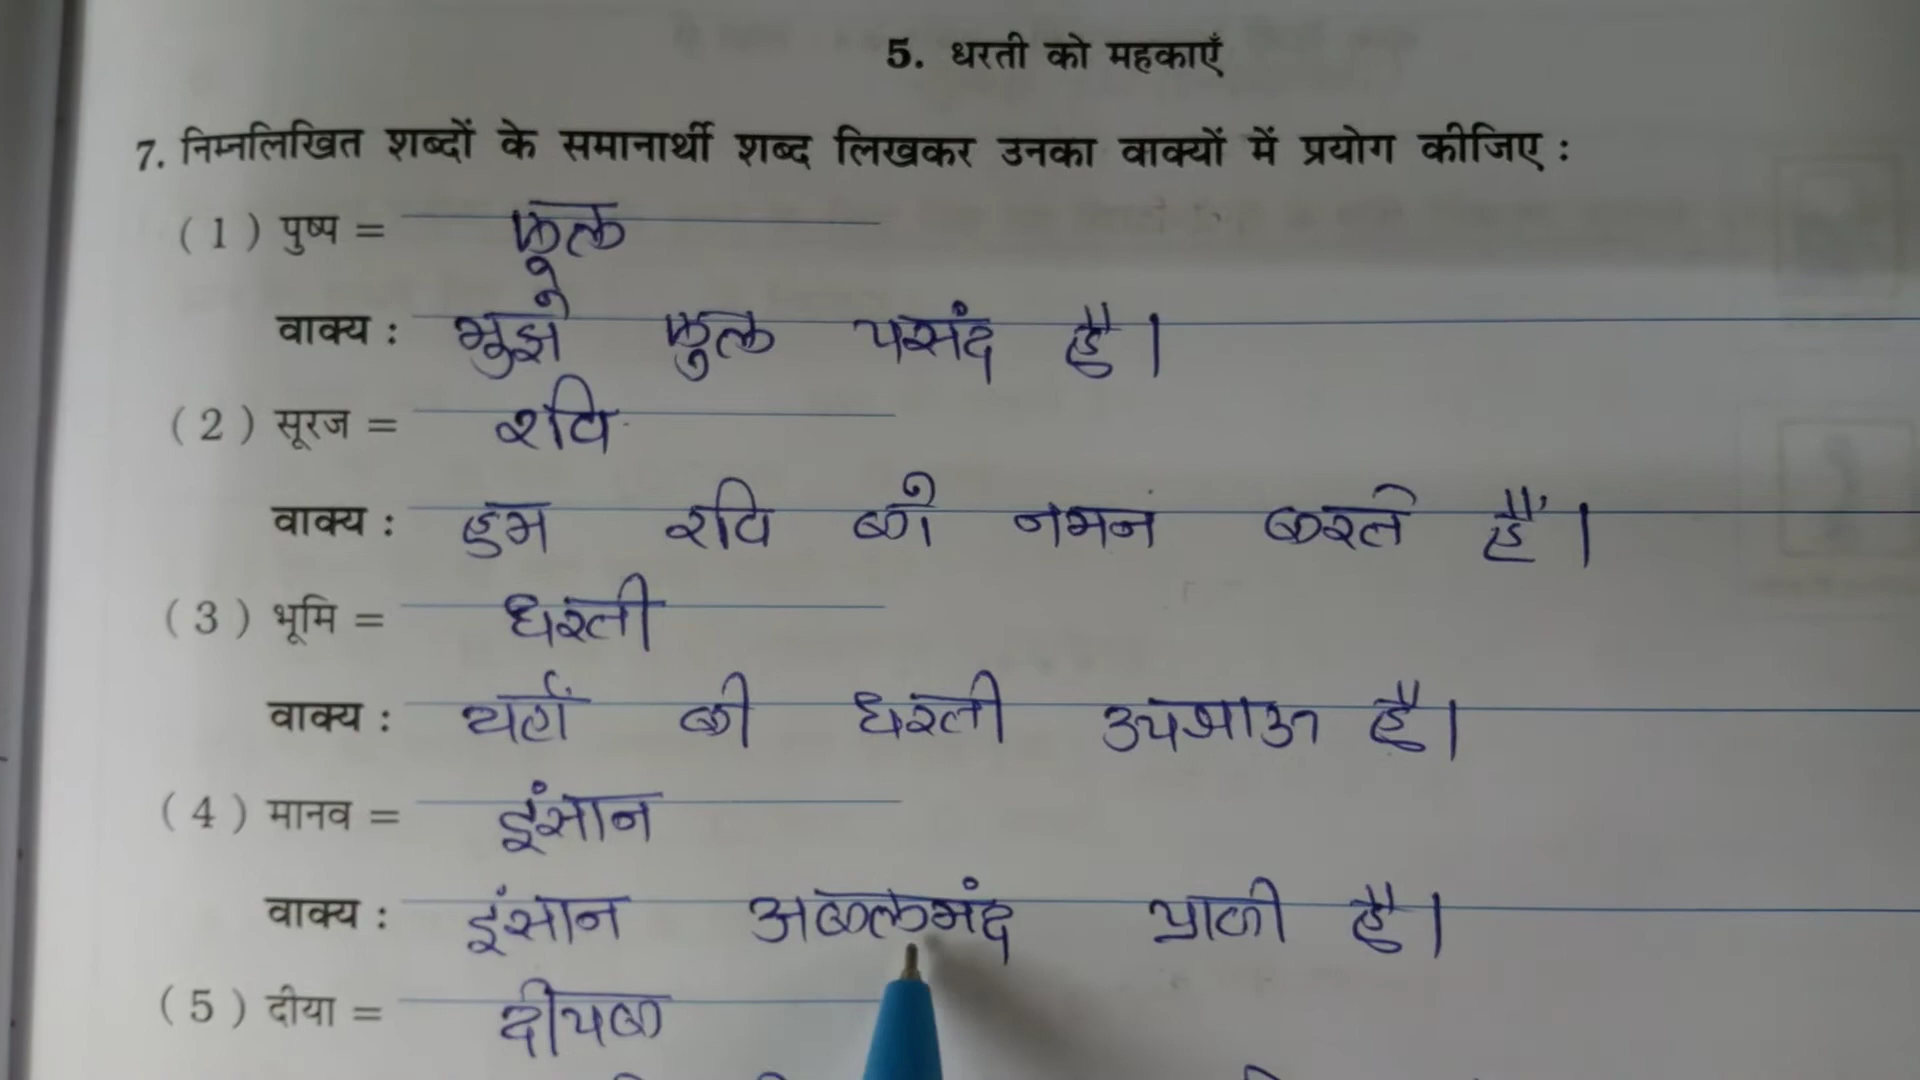 5. धरती को महकाएँ
7. निम्नलिखित शब्दों के समानार्थी शब्द लिखकर उनका वाक्यों में प्रयोग कीजिए :
( 1 ) पुष्प = फूल
वाक्य : मुझे फुल पसंद है।
( 2 ) सूरज = रवि
वाक्य : हम रवि को नमन करते हैं।
( 3 ) भूमि = धरती
वाक्य : यहाँ की धरती उपजाऊ है।
( 4 ) मानव = इंसान
वाक्य : इंसान अक्लमंद प्राणी है।
( 5 ) दीया = दीपक